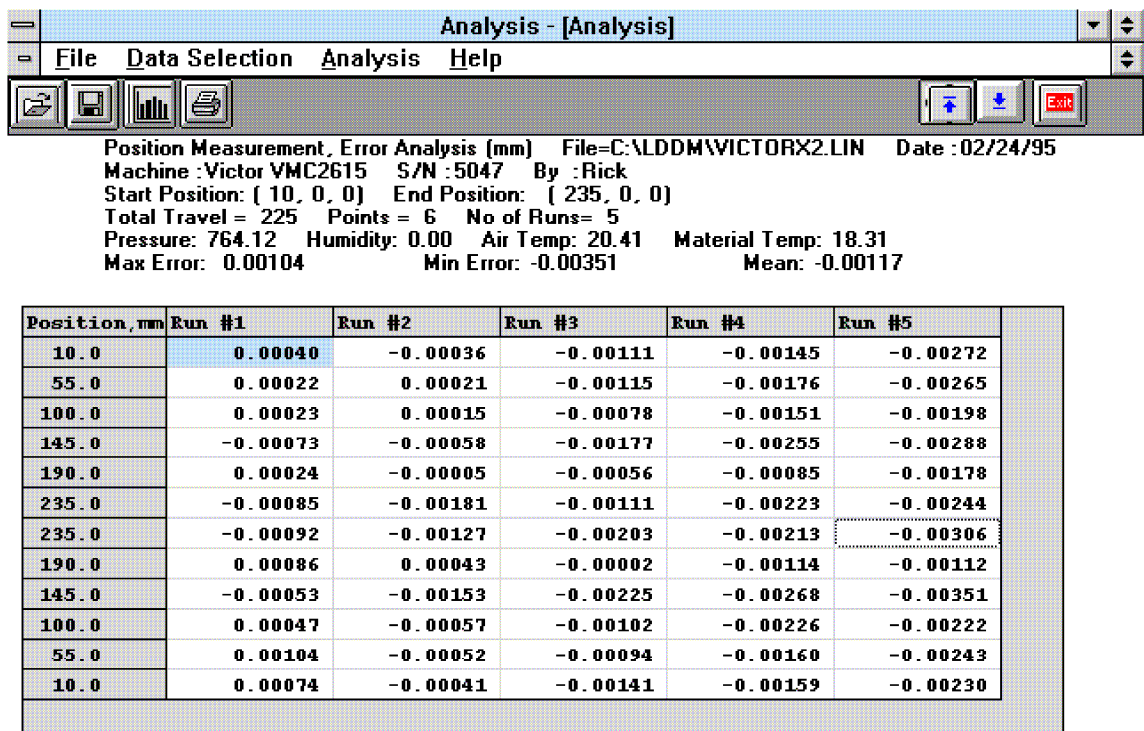 Analysis - [Analysis]
File Data Selection Analysis Help
Exit
Position Measurement, Error Analysis (mm) File=C:\LDDM\VICTORX2.LIN Date :02/24/95
Machine :Victor VMC2615 S/N :5047 By :Rick
Start Position: ( 10, 0, 0) End Position: ( 235, 0, 0)
Total Travel = 225 Points = 6 No of Runs= 5
Pressure: 764.12 Humidity: 0.00 Air Temp: 20.41 Material Temp: 18.31
Max Error: 0.00104 Min Error: -0.00351 Mean: -0.00117
Position,mm Run #1 Run #2 Run #3 Run #4 Run #5
10.0 0.00040 -0.00036 -0.00111 -0.00145 -0.00272
55.0 0.00022 0.00021 -0.00115 -0.00176 -0.00265
100.0 0.00023 0.00015 -0.00078 -0.00151 -0.00198
145.0 -0.00073 -0.00058 -0.00177 -0.00255 -0.00288
190.0 0.00024 -0.00005 -0.00056 -0.00085 -0.00178
235.0 -0.00085 -0.00181 -0.00111 -0.00223 -0.00244
235.0 -0.00092 -0.00127 -0.00203 -0.00213 -0.00306
190.0 0.00086 0.00043 -0.00002 -0.00114 -0.00112
145.0 -0.00053 -0.00153 -0.00225 -0.00268 -0.00351
100.0 0.00047 -0.00057 -0.00102 -0.00226 -0.00222
55.0 0.00104 -0.00052 -0.00094 -0.00160 -0.00243
10.0 0.00074 -0.00041 -0.00141 -0.00159 -0.00230